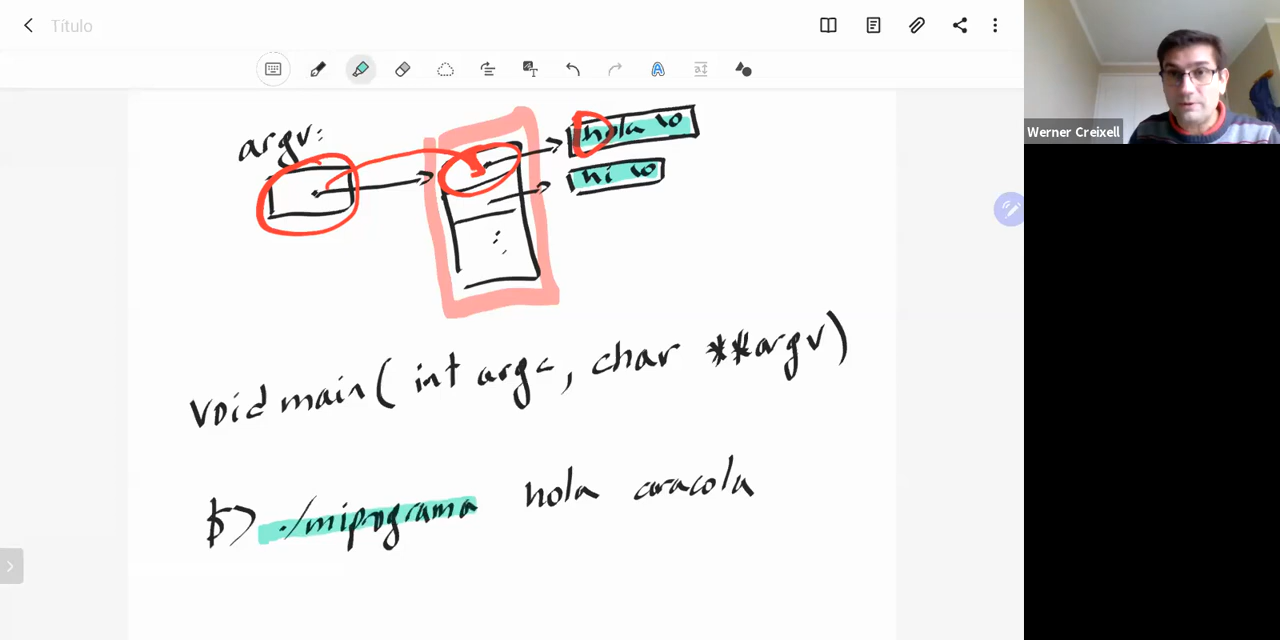 Título
Werner Creixell
argv:
hola \0
hi \0
void main( int argc, char **argv)
$> ./miprograma hola caracola